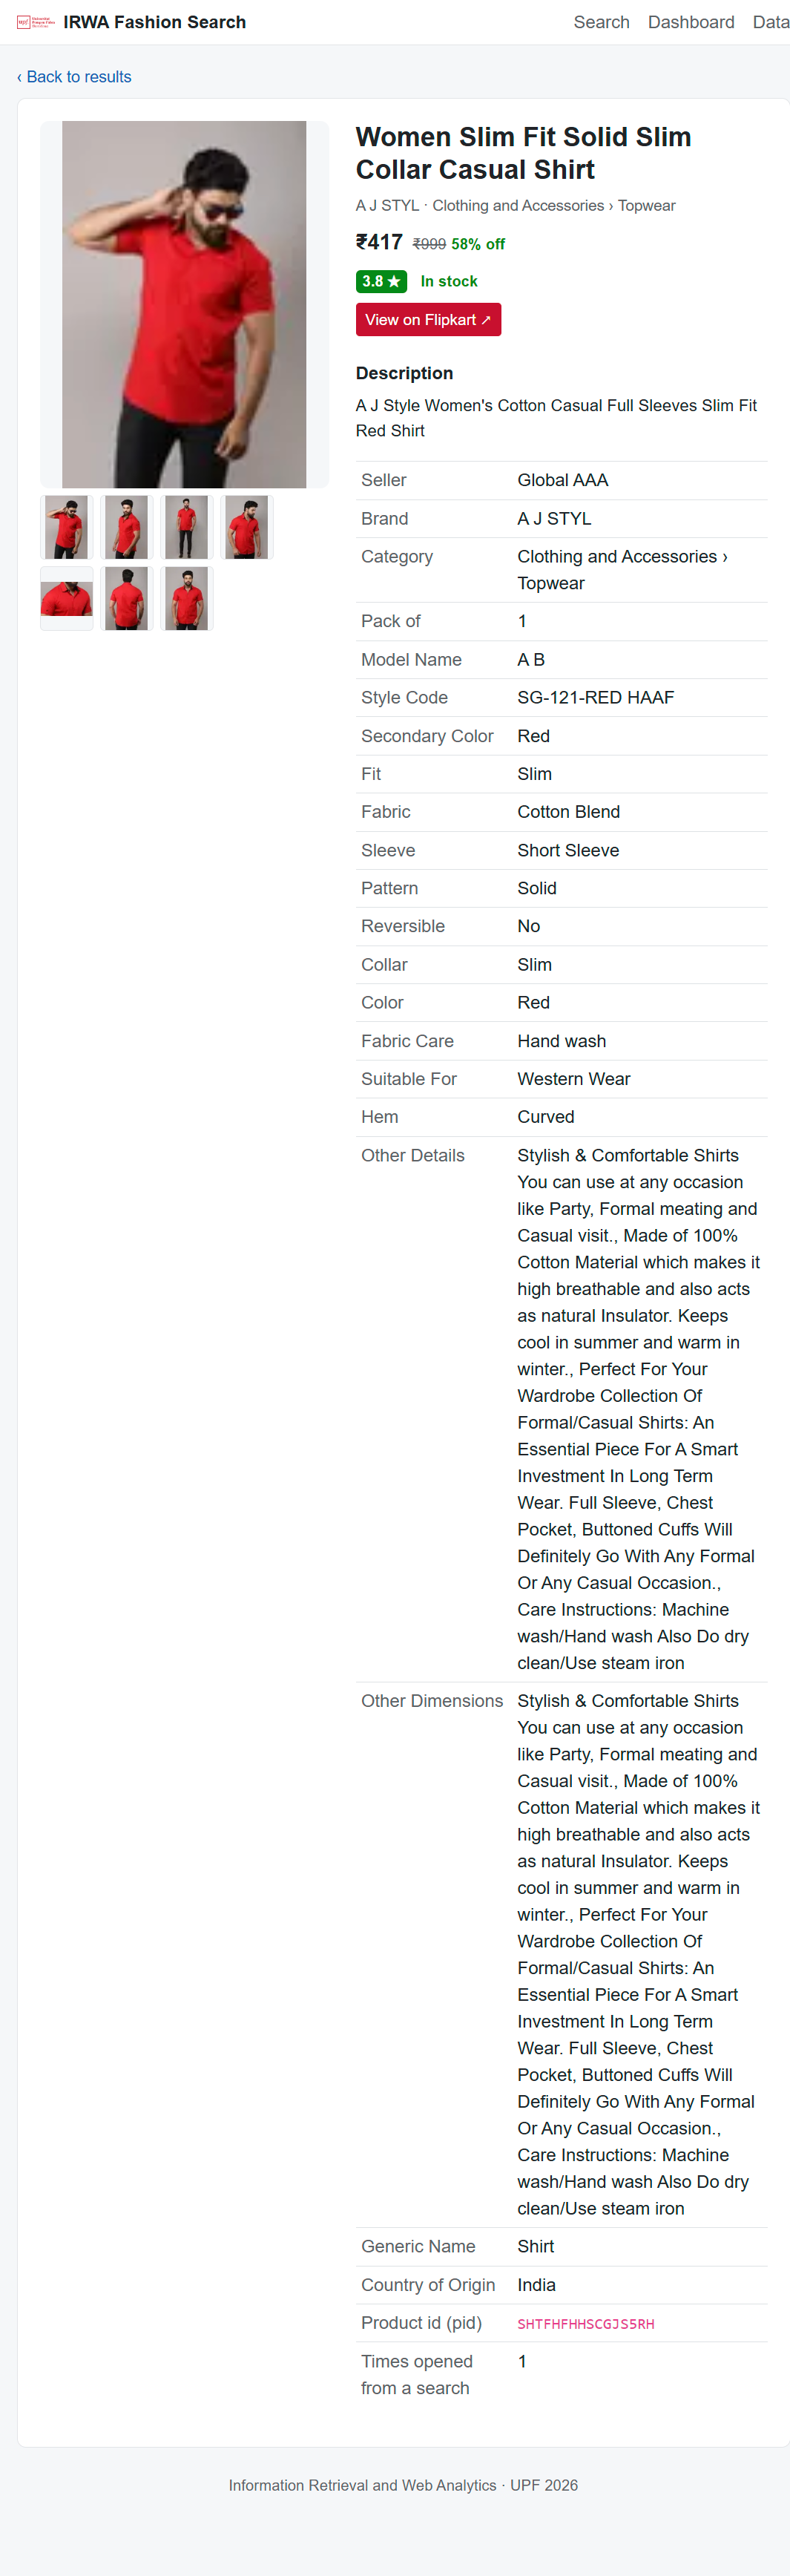 IRWA Fashion Search
Search Dashboard Data
‹ Back to results
Women Slim Fit Solid Slim
Collar Casual Shirt
A J STYL · Clothing and Accessories › Topwear
₹417 ₹999 58% off
3.8 ★ In stock
View on Flipkart ↗
Description
A J Style Women's Cotton Casual Full Sleeves Slim Fit
Red Shirt
Seller Global AAA
Brand A J STYL
Category Clothing and Accessories ›
Topwear
Pack of 1
Model Name A B
Style Code SG-121-RED HAAF
Secondary Color Red
Fit Slim
Fabric Cotton Blend
Sleeve Short Sleeve
Pattern Solid
Reversible No
Collar Slim
Color Red
Fabric Care Hand wash
Suitable For Western Wear
Hem Curved
Other Details Stylish & Comfortable Shirts
You can use at any occasion
like Party, Formal meating and
Casual visit., Made of 100%
Cotton Material which makes it
high breathable and also acts
as natural Insulator. Keeps
cool in summer and warm in
winter., Perfect For Your
Wardrobe Collection Of
Formal/Casual Shirts: An
Essential Piece For A Smart
Investment In Long Term
Wear. Full Sleeve, Chest
Pocket, Buttoned Cuffs Will
Definitely Go With Any Formal
Or Any Casual Occasion.,
Care Instructions: Machine
wash/Hand wash Also Do dry
clean/Use steam iron
Other Dimensions Stylish & Comfortable Shirts
You can use at any occasion
like Party, Formal meating and
Casual visit., Made of 100%
Cotton Material which makes it
high breathable and also acts
as natural Insulator. Keeps
cool in summer and warm in
winter., Perfect For Your
Wardrobe Collection Of
Formal/Casual Shirts: An
Essential Piece For A Smart
Investment In Long Term
Wear. Full Sleeve, Chest
Pocket, Buttoned Cuffs Will
Definitely Go With Any Formal
Or Any Casual Occasion.,
Care Instructions: Machine
wash/Hand wash Also Do dry
clean/Use steam iron
Generic Name Shirt
Country of Origin India
Product id (pid) SHTFHFHHSCGJS5RH
Times opened 1
from a search
Information Retrieval and Web Analytics · UPF 2026